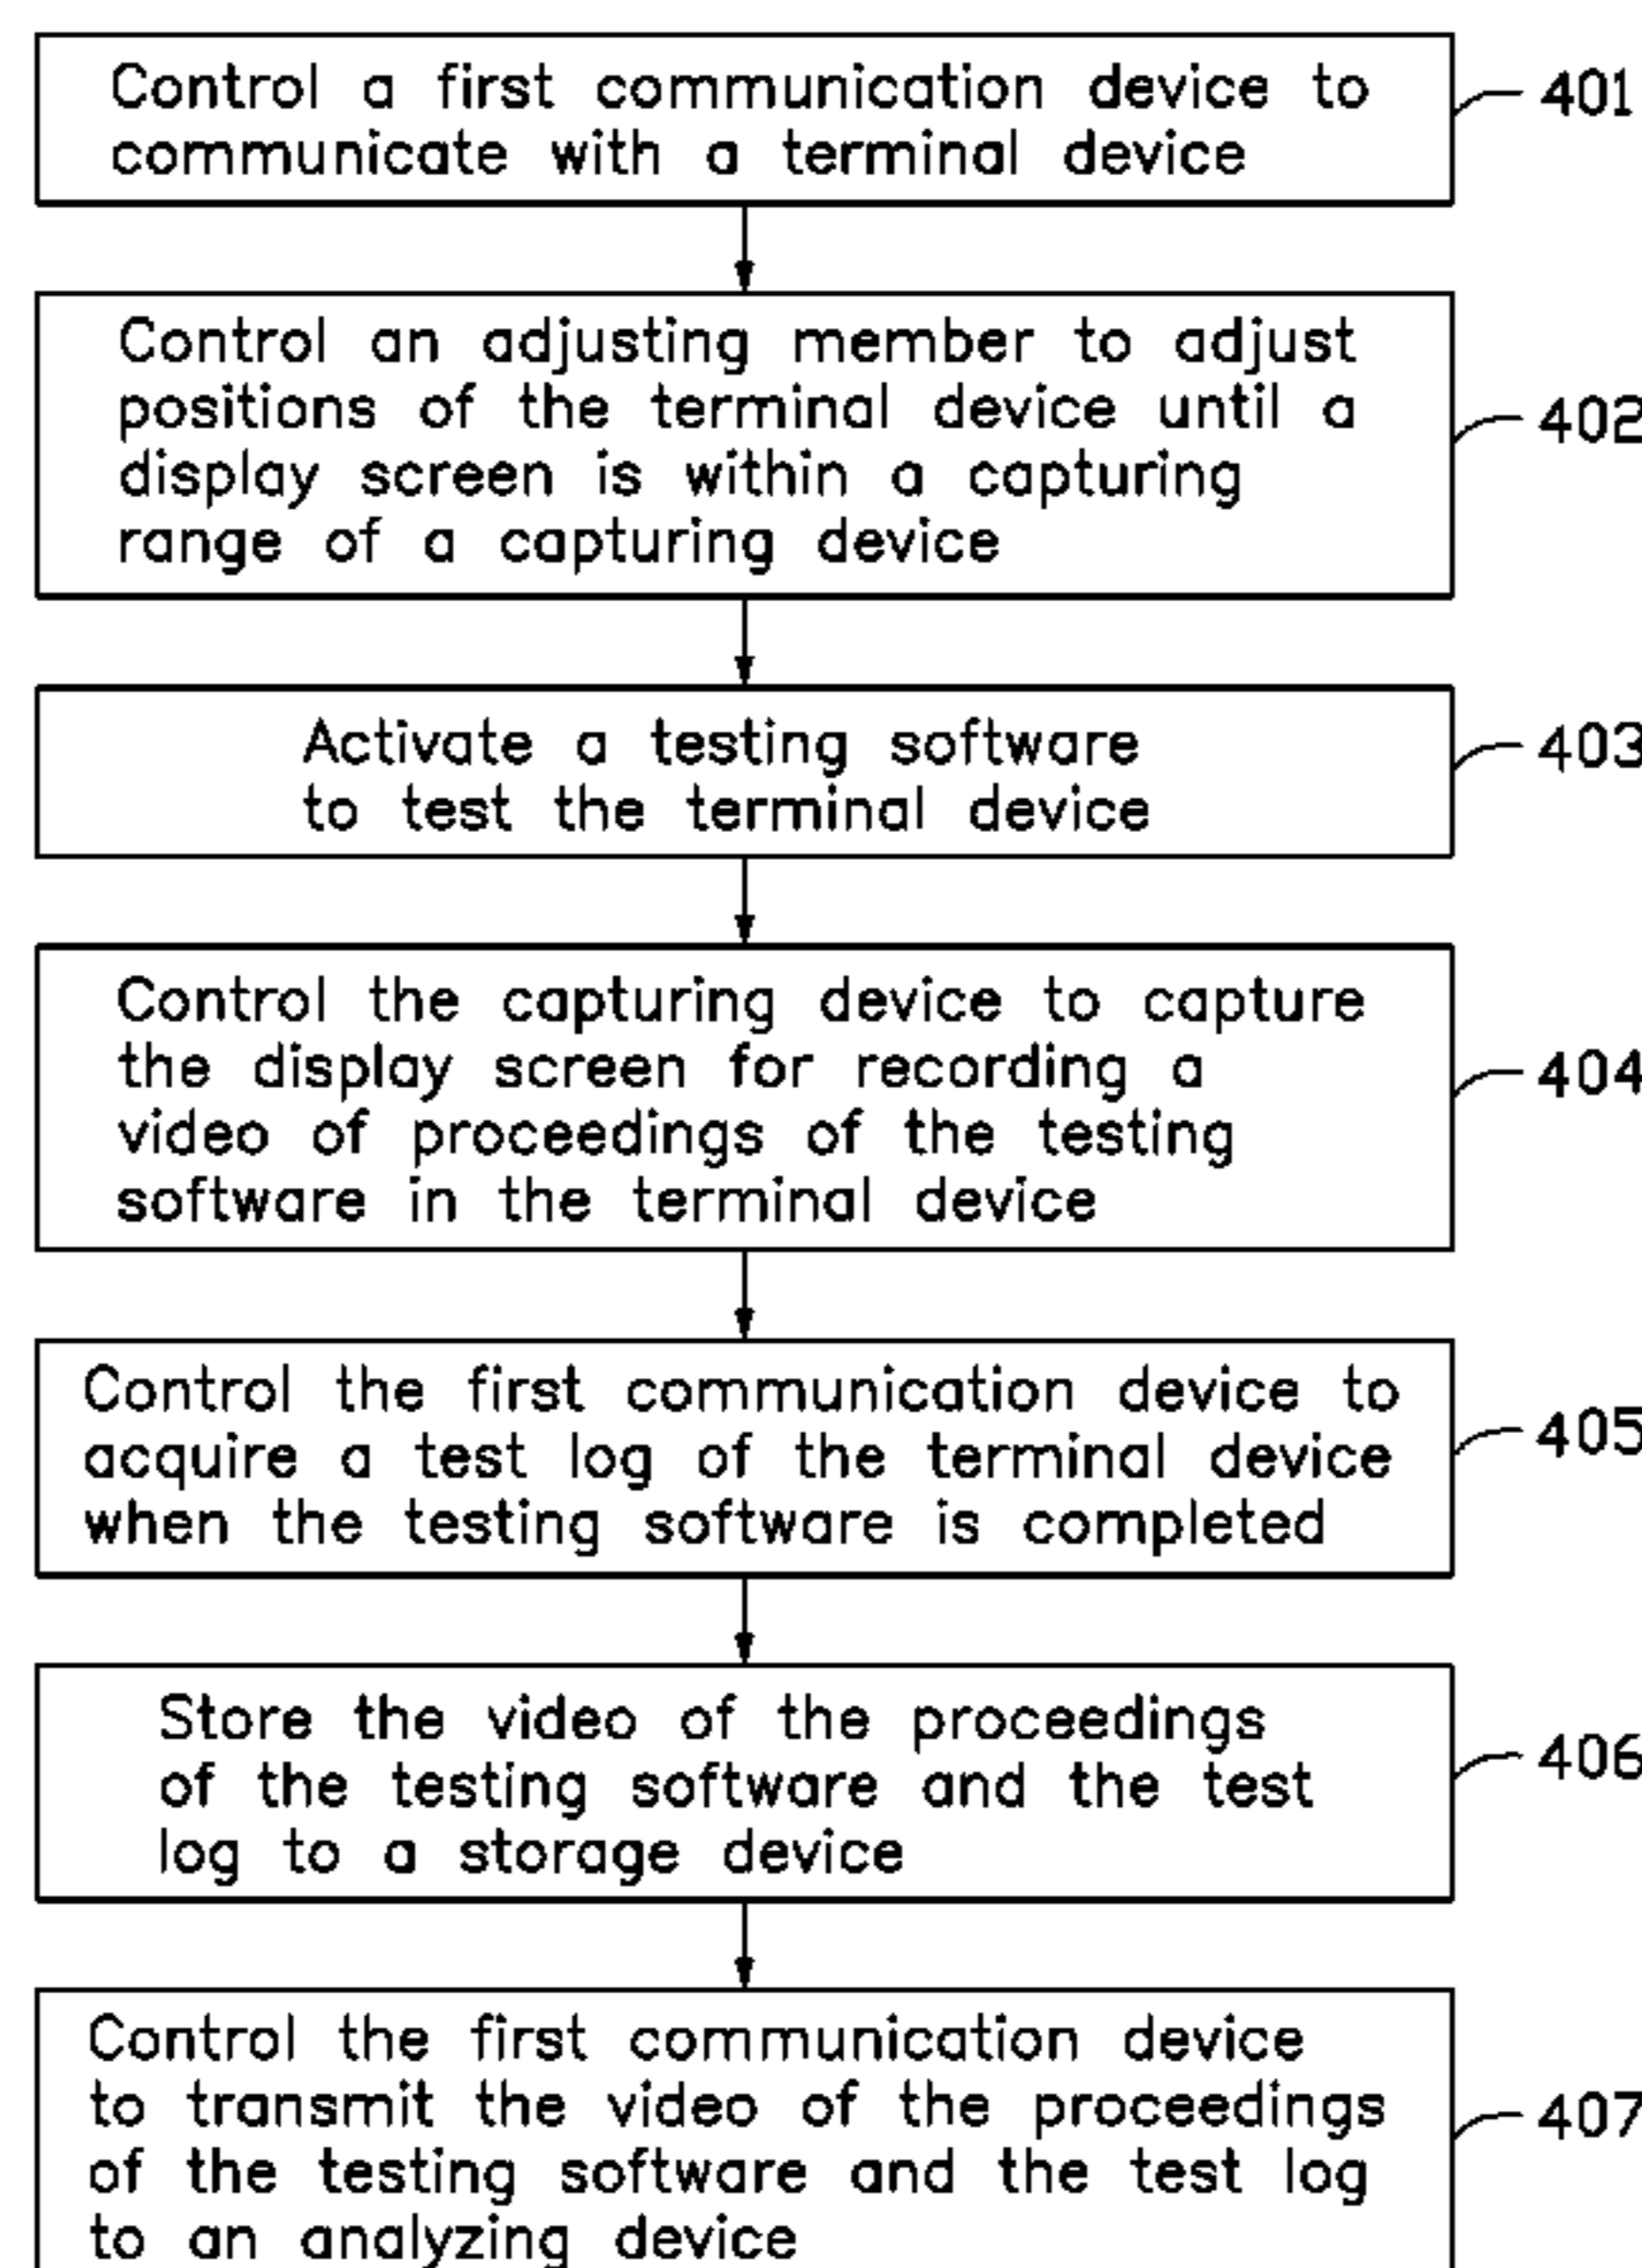 Control a first communication device to
communicate with a terminal device
401
Control an adjusting member to adjust
positions of the terminal device until a
display screen is within a capturing
range of a capturing device
402
Activate a testing software
to test the terminal device
403
Control the capturing device to capture
the display screen for recording a
video of proceedings of the testing
software in the terminal device
404
Control the first communication device to
acquire a test log of the terminal device
when the testing software is completed
405
Store the video of the proceedings
of the testing software and the test
log to a storage device
406
Control the first communication device
to transmit the video of the proceedings
of the testing software and the test log
to an analyzing device
407